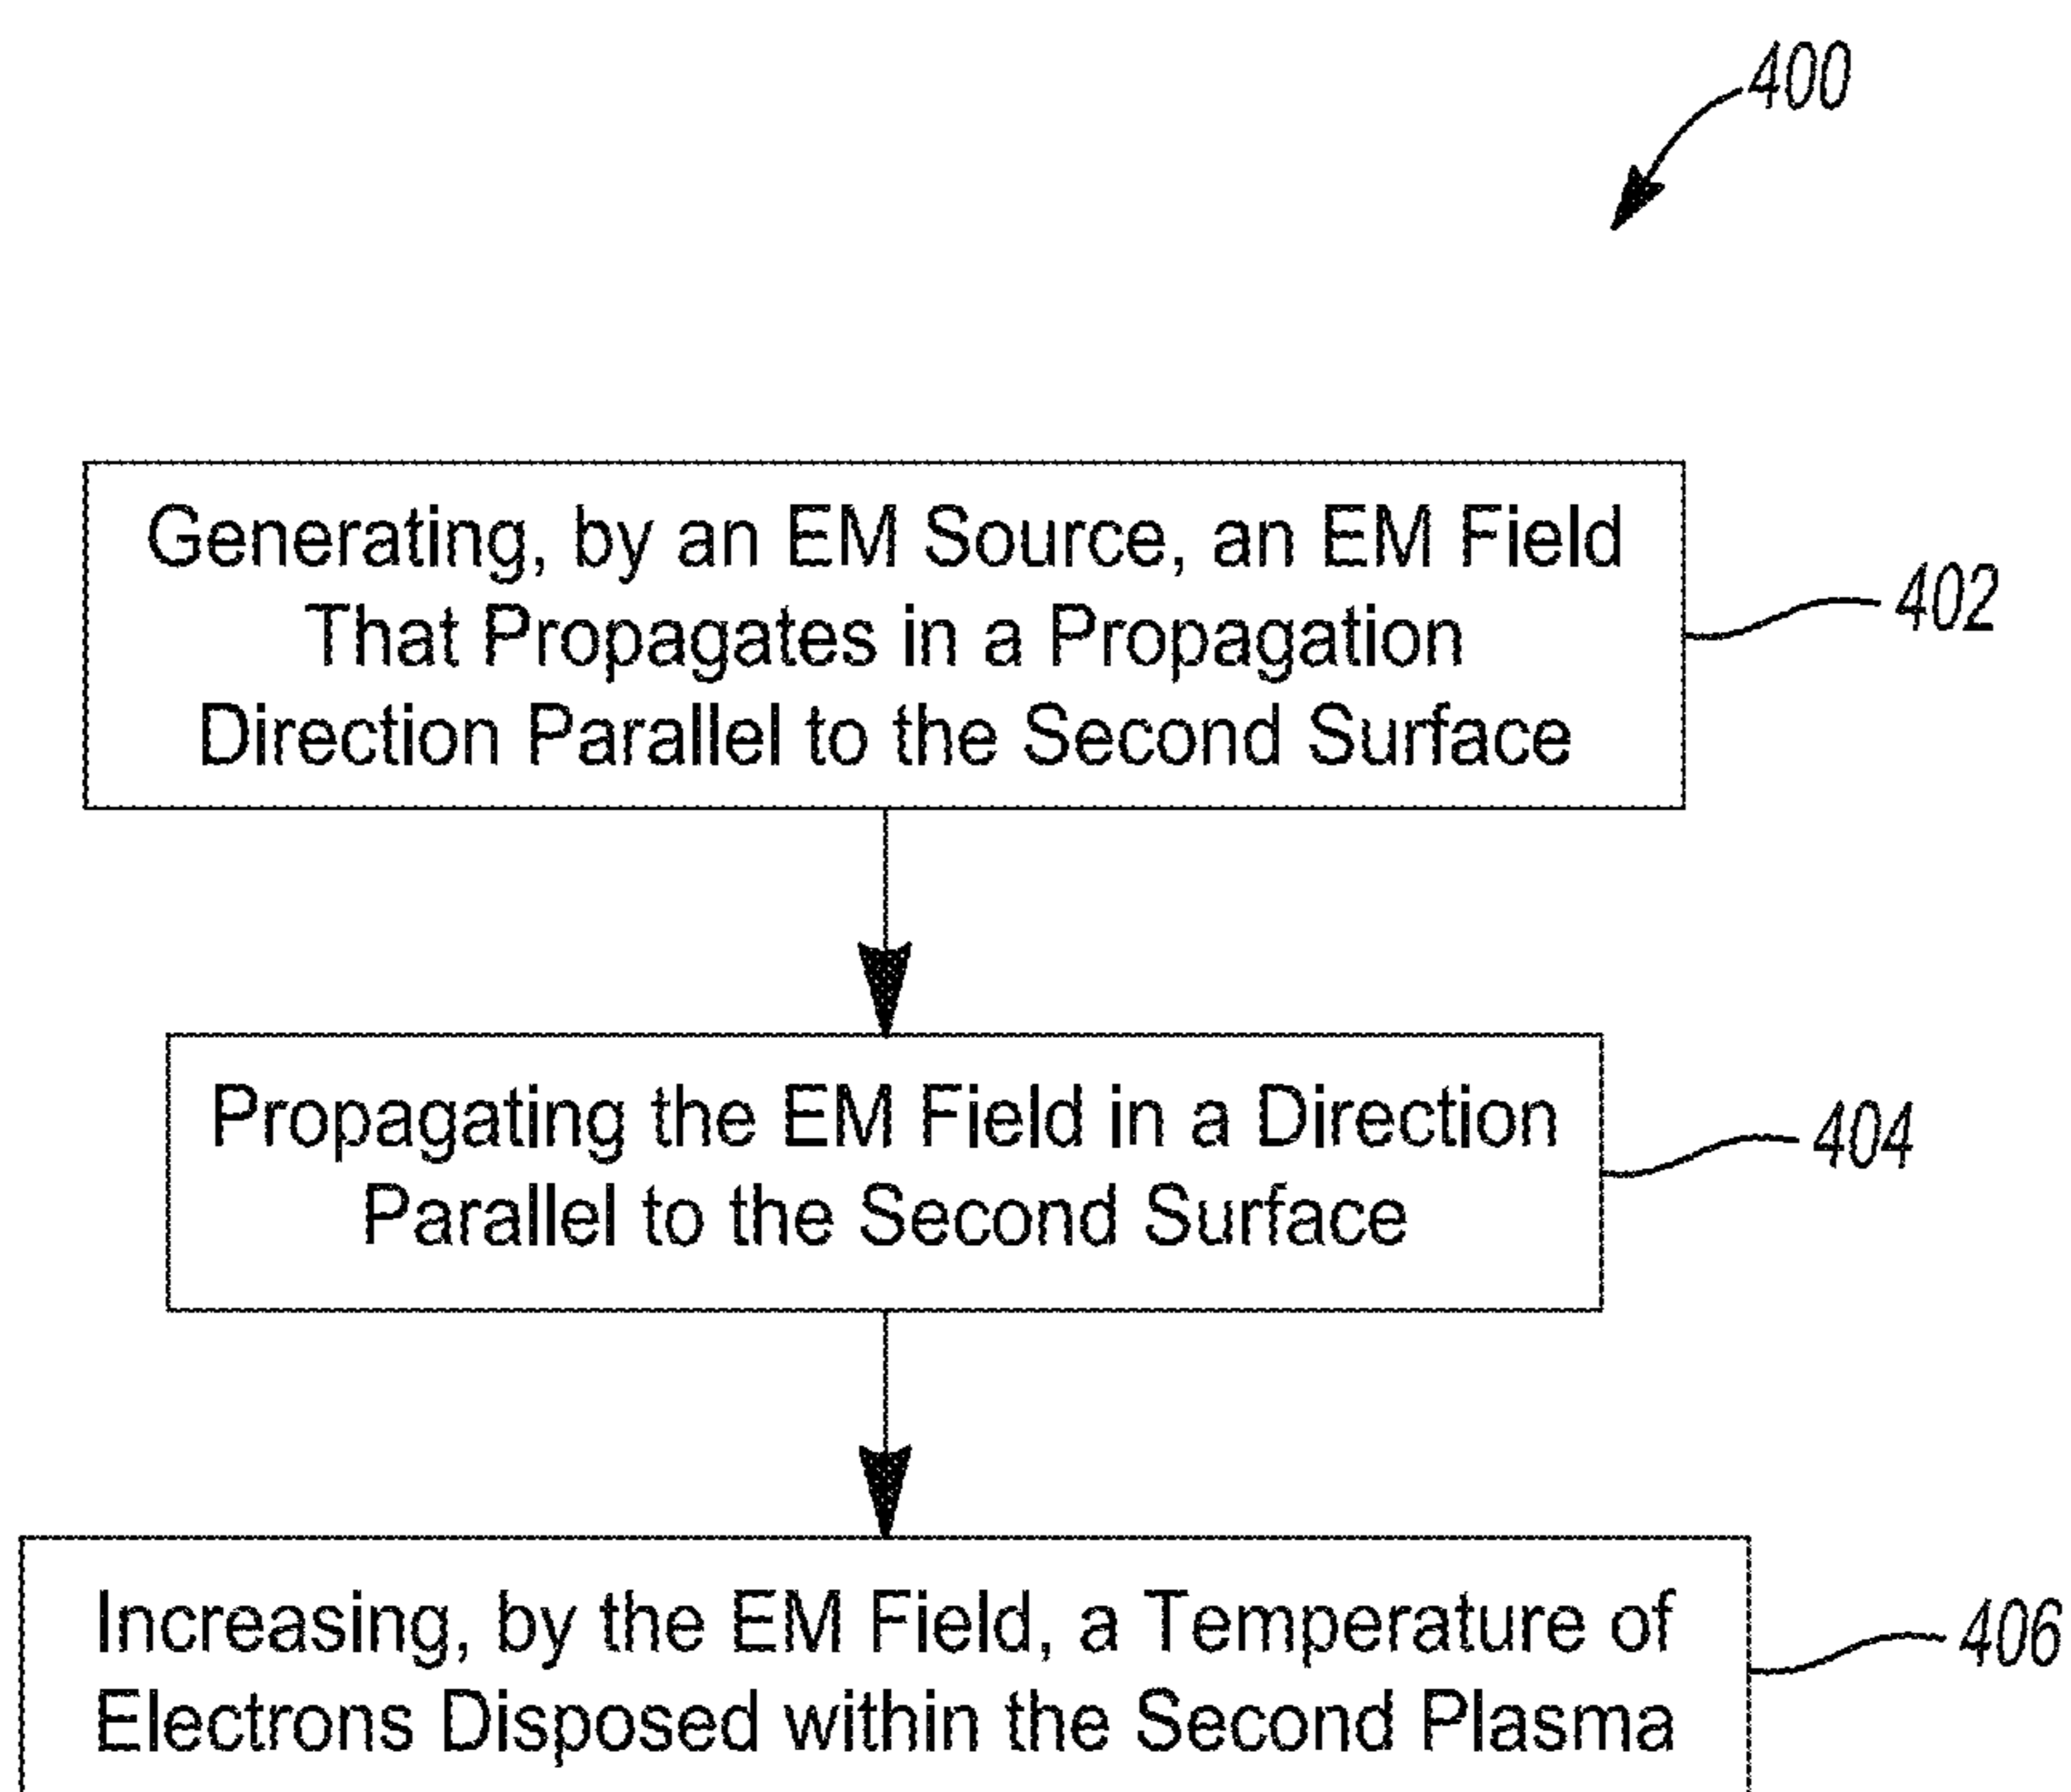 400
Generating, by an EM Source, an EM Field
That Propagates in a Propagation
Direction Parallel to the Second Surface
402
Propagating the EM Field in a Direction
Parallel to the Second Surface
404
Increasing, by the EM Field, a Temperature of
Electrons Disposed within the Second Plasma
406